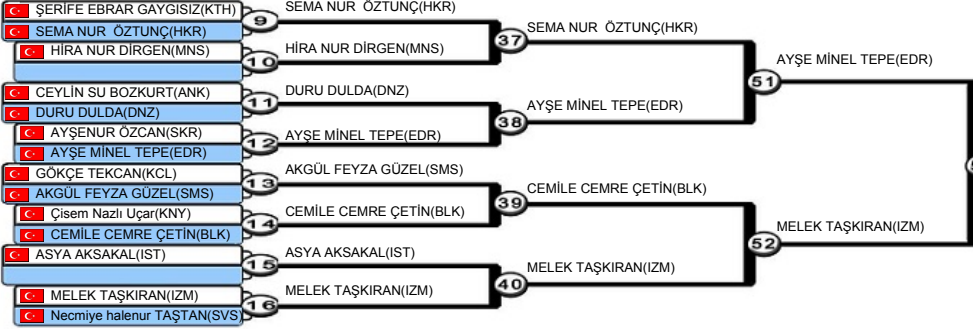 ŞERİFE EBRAR GAYGISIZ(KTH)
SEMA NUR ÖZTUNÇ(HKR)
9
HİRA NUR DİRGEN(MNS)
10
CEYLİN SU BOZKURT(ANK)
DURU DULDA(DNZ)
11
AYŞENUR ÖZCAN(SKR)
AYŞE MİNEL TEPE(EDR)
12
GÖKÇE TEKCAN(KCL)
AKGÜL FEYZA GÜZEL(SMS)
13
Çisem Nazlı Uçar(KNY)
CEMİLE CEMRE ÇETİN(BLK)
14
ASYA AKSAKAL(IST)
15
MELEK TAŞKIRAN(IZM)
Necmiye halenur TAŞTAN(SVS)
16
SEMA NUR ÖZTUNÇ(HKR)
HİRA NUR DİRGEN(MNS)
37
DURU DULDA(DNZ)
AYŞE MİNEL TEPE(EDR)
38
AKGÜL FEYZA GÜZEL(SMS)
CEMİLE CEMRE ÇETİN(BLK)
39
ASYA AKSAKAL(IST)
MELEK TAŞKIRAN(IZM)
40
SEMA NUR ÖZTUNÇ(HKR)
AYŞE MİNEL TEPE(EDR)
51
CEMİLE CEMRE ÇETİN(BLK)
MELEK TAŞKIRAN(IZM)
52
AYŞE MİNEL TEPE(EDR)
MELEK TAŞKIRAN(IZM)